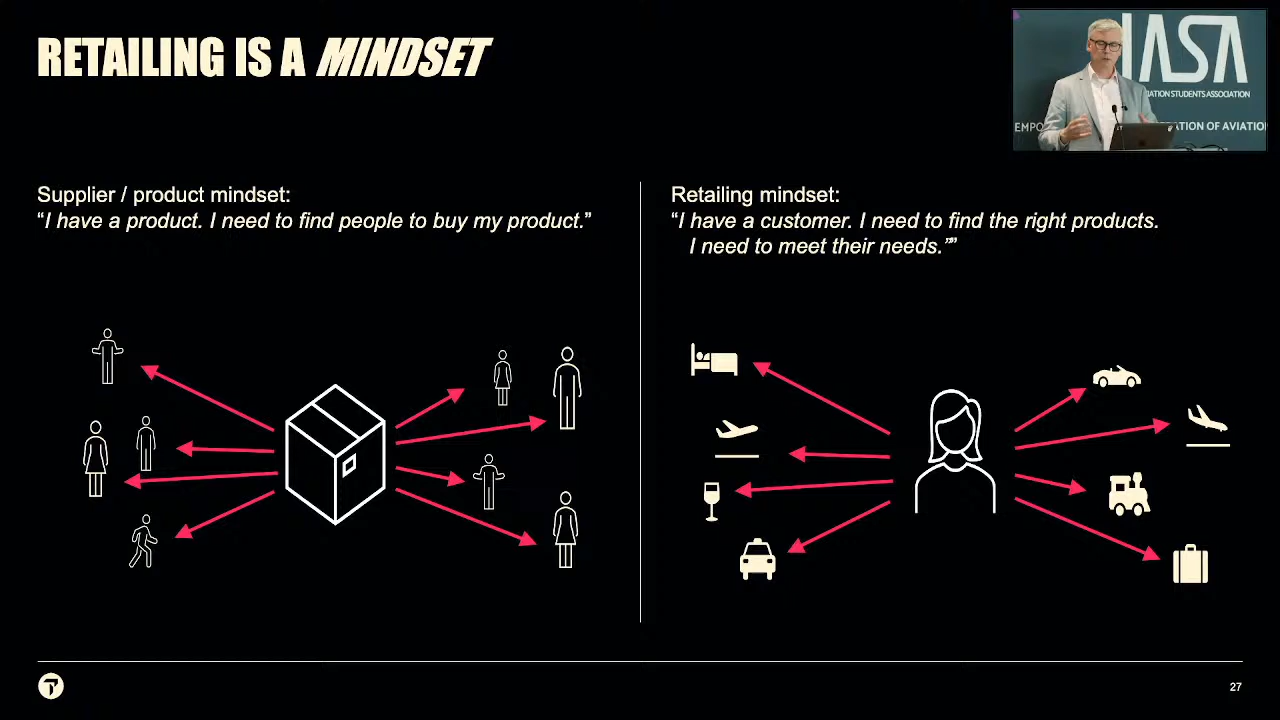 RETAILING IS A MINDSET
IASA
IATION STUDENTS ASSOCIATION
EMPO
ATION OF AVIATION
Supplier / product mindset:
“I have a product. I need to find people to buy my product.”
Retailing mindset:
“I have a customer. I need to find the right products.
I need to meet their needs.””
27